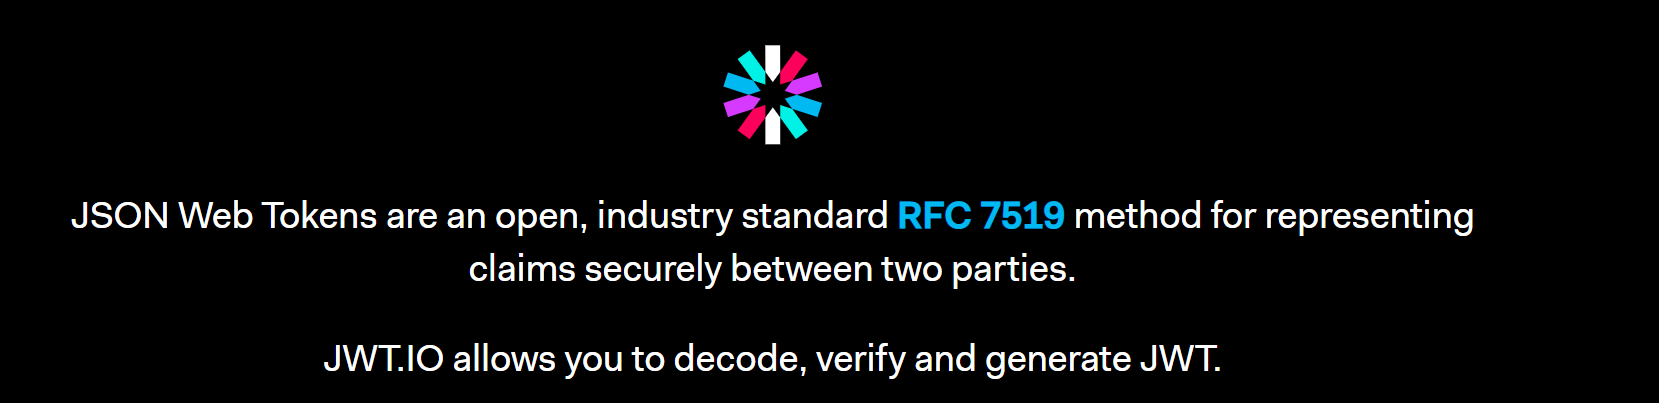 JSON Web Tokens are an open, industry standard RFC 7519 method for representing
claims securely between two parties.
JWT.IO allows you to decode, verify and generate JWT.